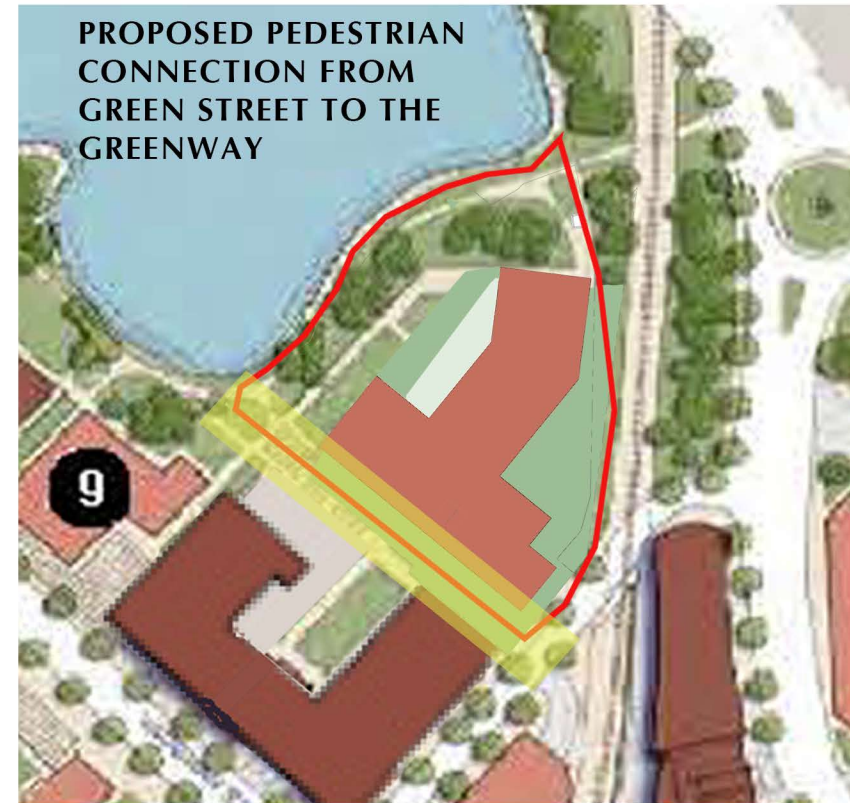 PROPOSED PEDESTRIAN
CONNECTION FROM
GREEN STREET TO THE
GREENWAY
9